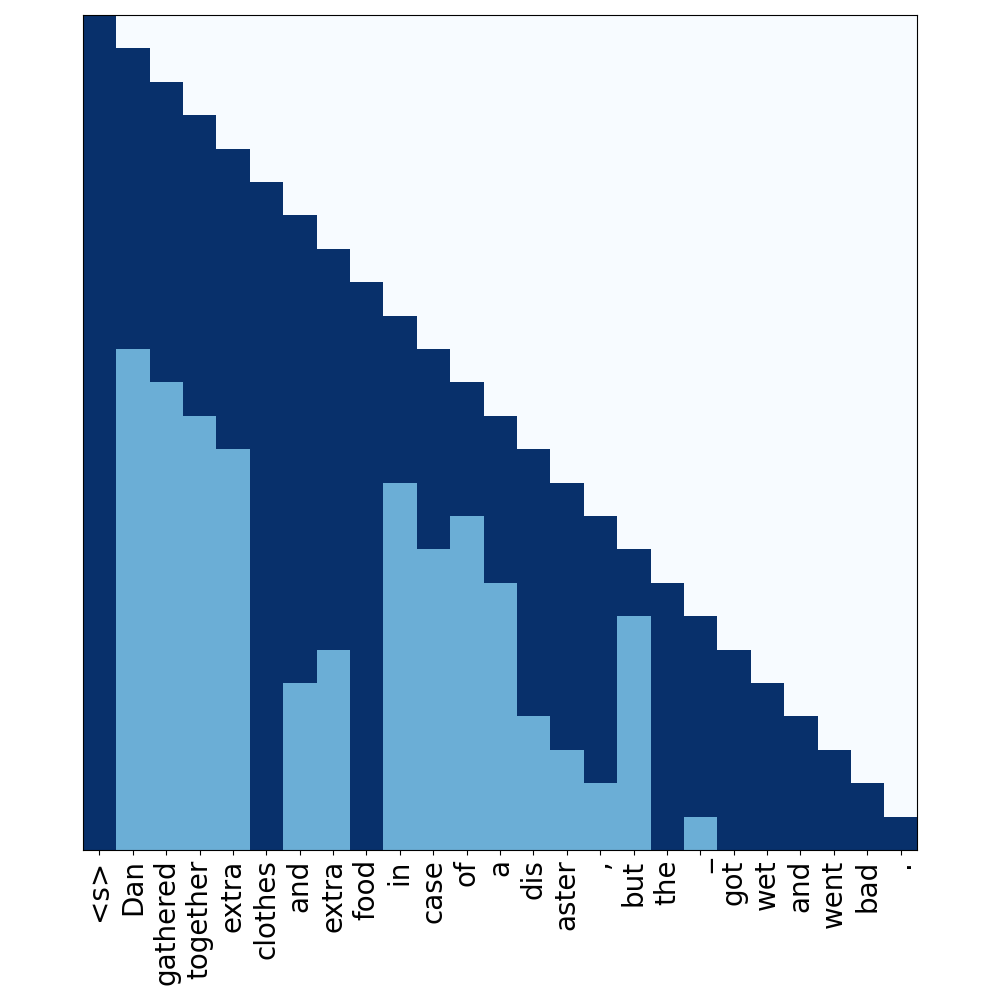 <s> Dan gathered together extra clothes and extra food in case of a dis aster , but the _ got wet and went bad .